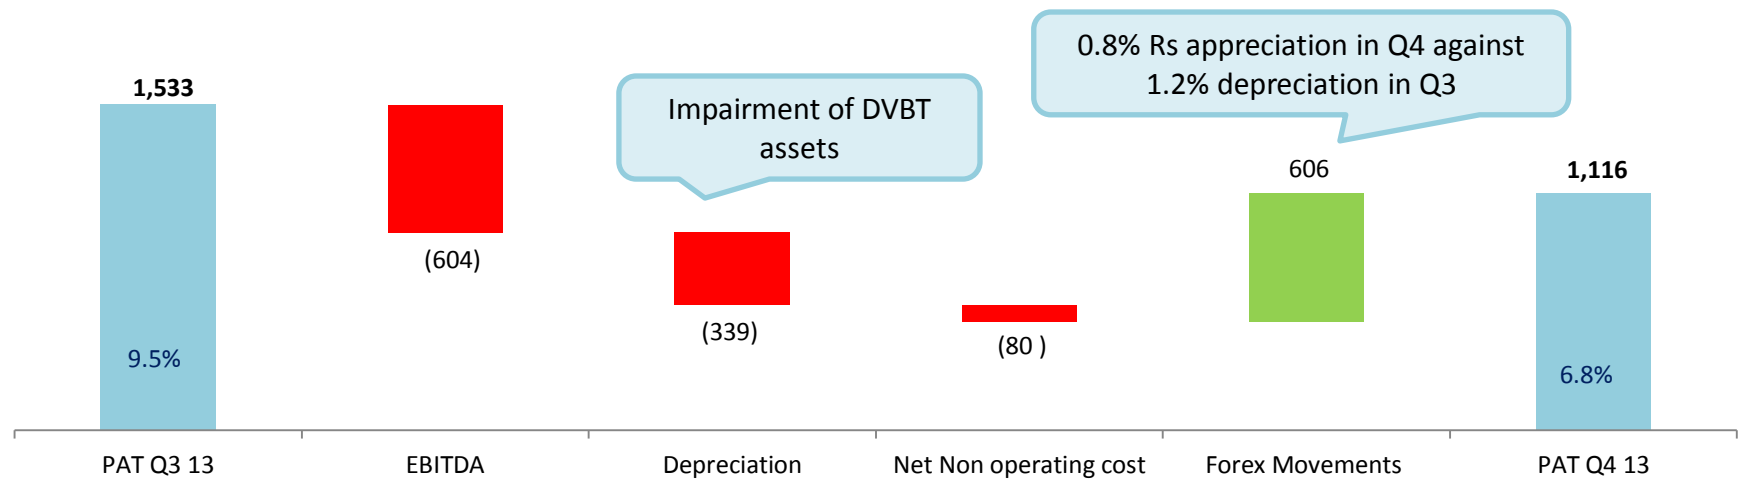 0.8% Rs appreciation in Q4 against
1.2% depreciation in Q3
1,533
Impairment of DVBT
assets
606
1,116
(604)
(339)
(80 )
9.5%
6.8%
PAT Q3 13
EBITDA
Depreciation
Net Non operating cost
Forex Movements
PAT Q4 13